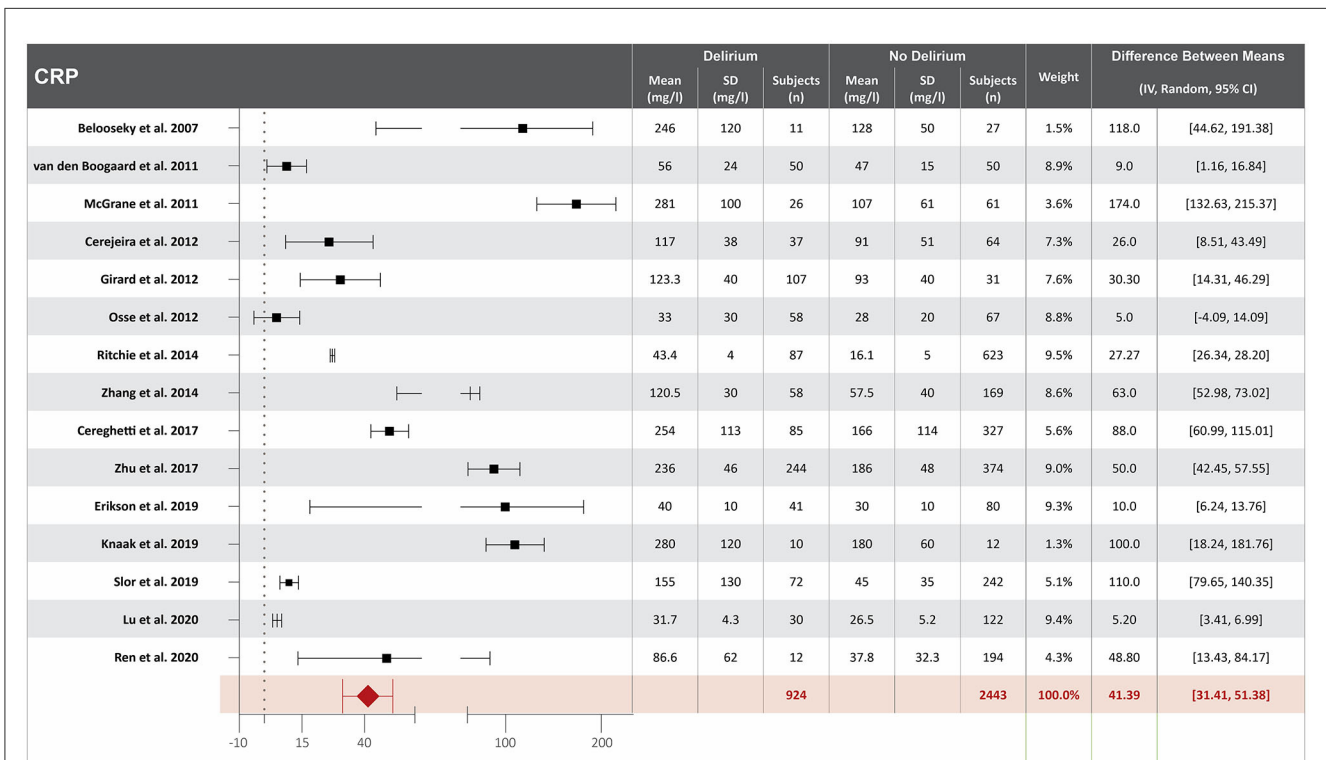 CRP Delirium No Delirium Weight Difference Between Means
Mean (mg/l) SD (mg/l) Subjects (n) Mean (mg/l) SD (mg/l) Subjects (n) (IV, Random, 95% CI)
Belooseky et al. 2007 246 120 11 128 50 27 1.5% 118.0 [44.62, 191.38]
van den Boogaard et al. 2011 56 24 50 47 15 50 8.9% 9.0 [1.16, 16.84]
McGrane et al. 2011 281 100 26 107 61 61 3.6% 174.0 [132.63, 215.37]
Cerejeira et al. 2012 117 38 37 91 51 64 7.3% 26.0 [8.51, 43.49]
Girard et al. 2012 123.3 40 107 93 40 31 7.6% 30.30 [14.31, 46.29]
Osse et al. 2012 33 30 58 28 20 67 8.8% 5.0 [-4.09, 14.09]
Ritchie et al. 2014 43.4 4 87 16.1 5 623 9.5% 27.27 [26.34, 28.20]
Zhang et al. 2014 120.5 30 58 57.5 40 169 8.6% 63.0 [52.98, 73.02]
Cereghetti et al. 2017 254 113 85 166 114 327 5.6% 88.0 [60.99, 115.01]
Zhu et al. 2017 236 46 244 186 48 374 9.0% 50.0 [42.45, 57.55]
Erikson et al. 2019 40 10 41 30 10 80 9.3% 10.0 [6.24, 13.76]
Knaak et al. 2019 280 120 10 180 60 12 1.3% 100.0 [18.24, 181.76]
Slor et al. 2019 155 130 72 45 35 242 5.1% 110.0 [79.65, 140.35]
Lu et al. 2020 31.7 4.3 30 26.5 5.2 122 9.4% 5.20 [3.41, 6.99]
Ren et al. 2020 86.6 62 12 37.8 32.3 194 4.3% 48.80 [13.43, 84.17]
924 2443 100.0% 41.39 [31.41, 51.38]
-10 15 40 100 200